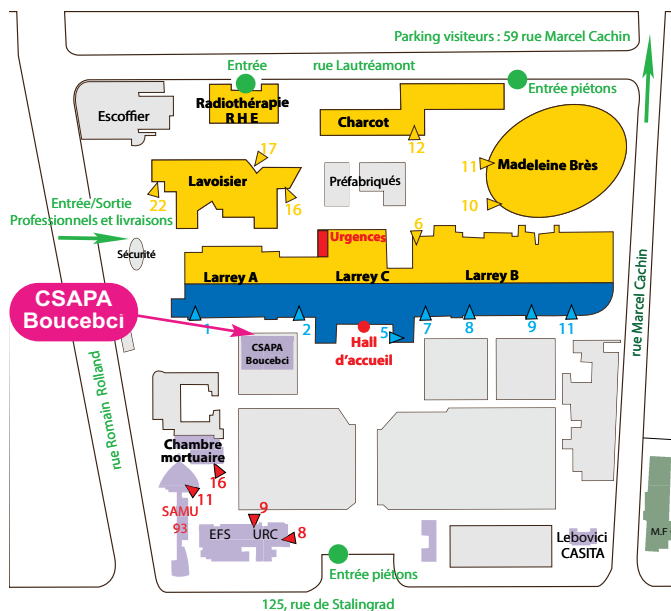 Parking visiteurs : 59 rue Marcel Cachin
Entrée
rue Lautréamont
Entrée piétons
Escoffier
Radiothérapie
R H E
Charcot
12
17
Lavoisier
22
16
Préfabriqués
11
Madeleine Brès
10
Entrée/Sortie
Professionnels et livraisons
Sécurité
6
Urgences
Larrey A
Larrey C
Larrey B
CSAPA
Boucebci
1
2
5
7
8
9
11
Hall
d'accueil
CSAPA
Boucebci
rue Marcel Cachin
rue Romain Rolland
Chambre
mortuaire
16
11
SAMU
93
9
EFS
URC
8
Lebovici
CASITA
M.F
Entrée piétons
125, rue de Stalingrad